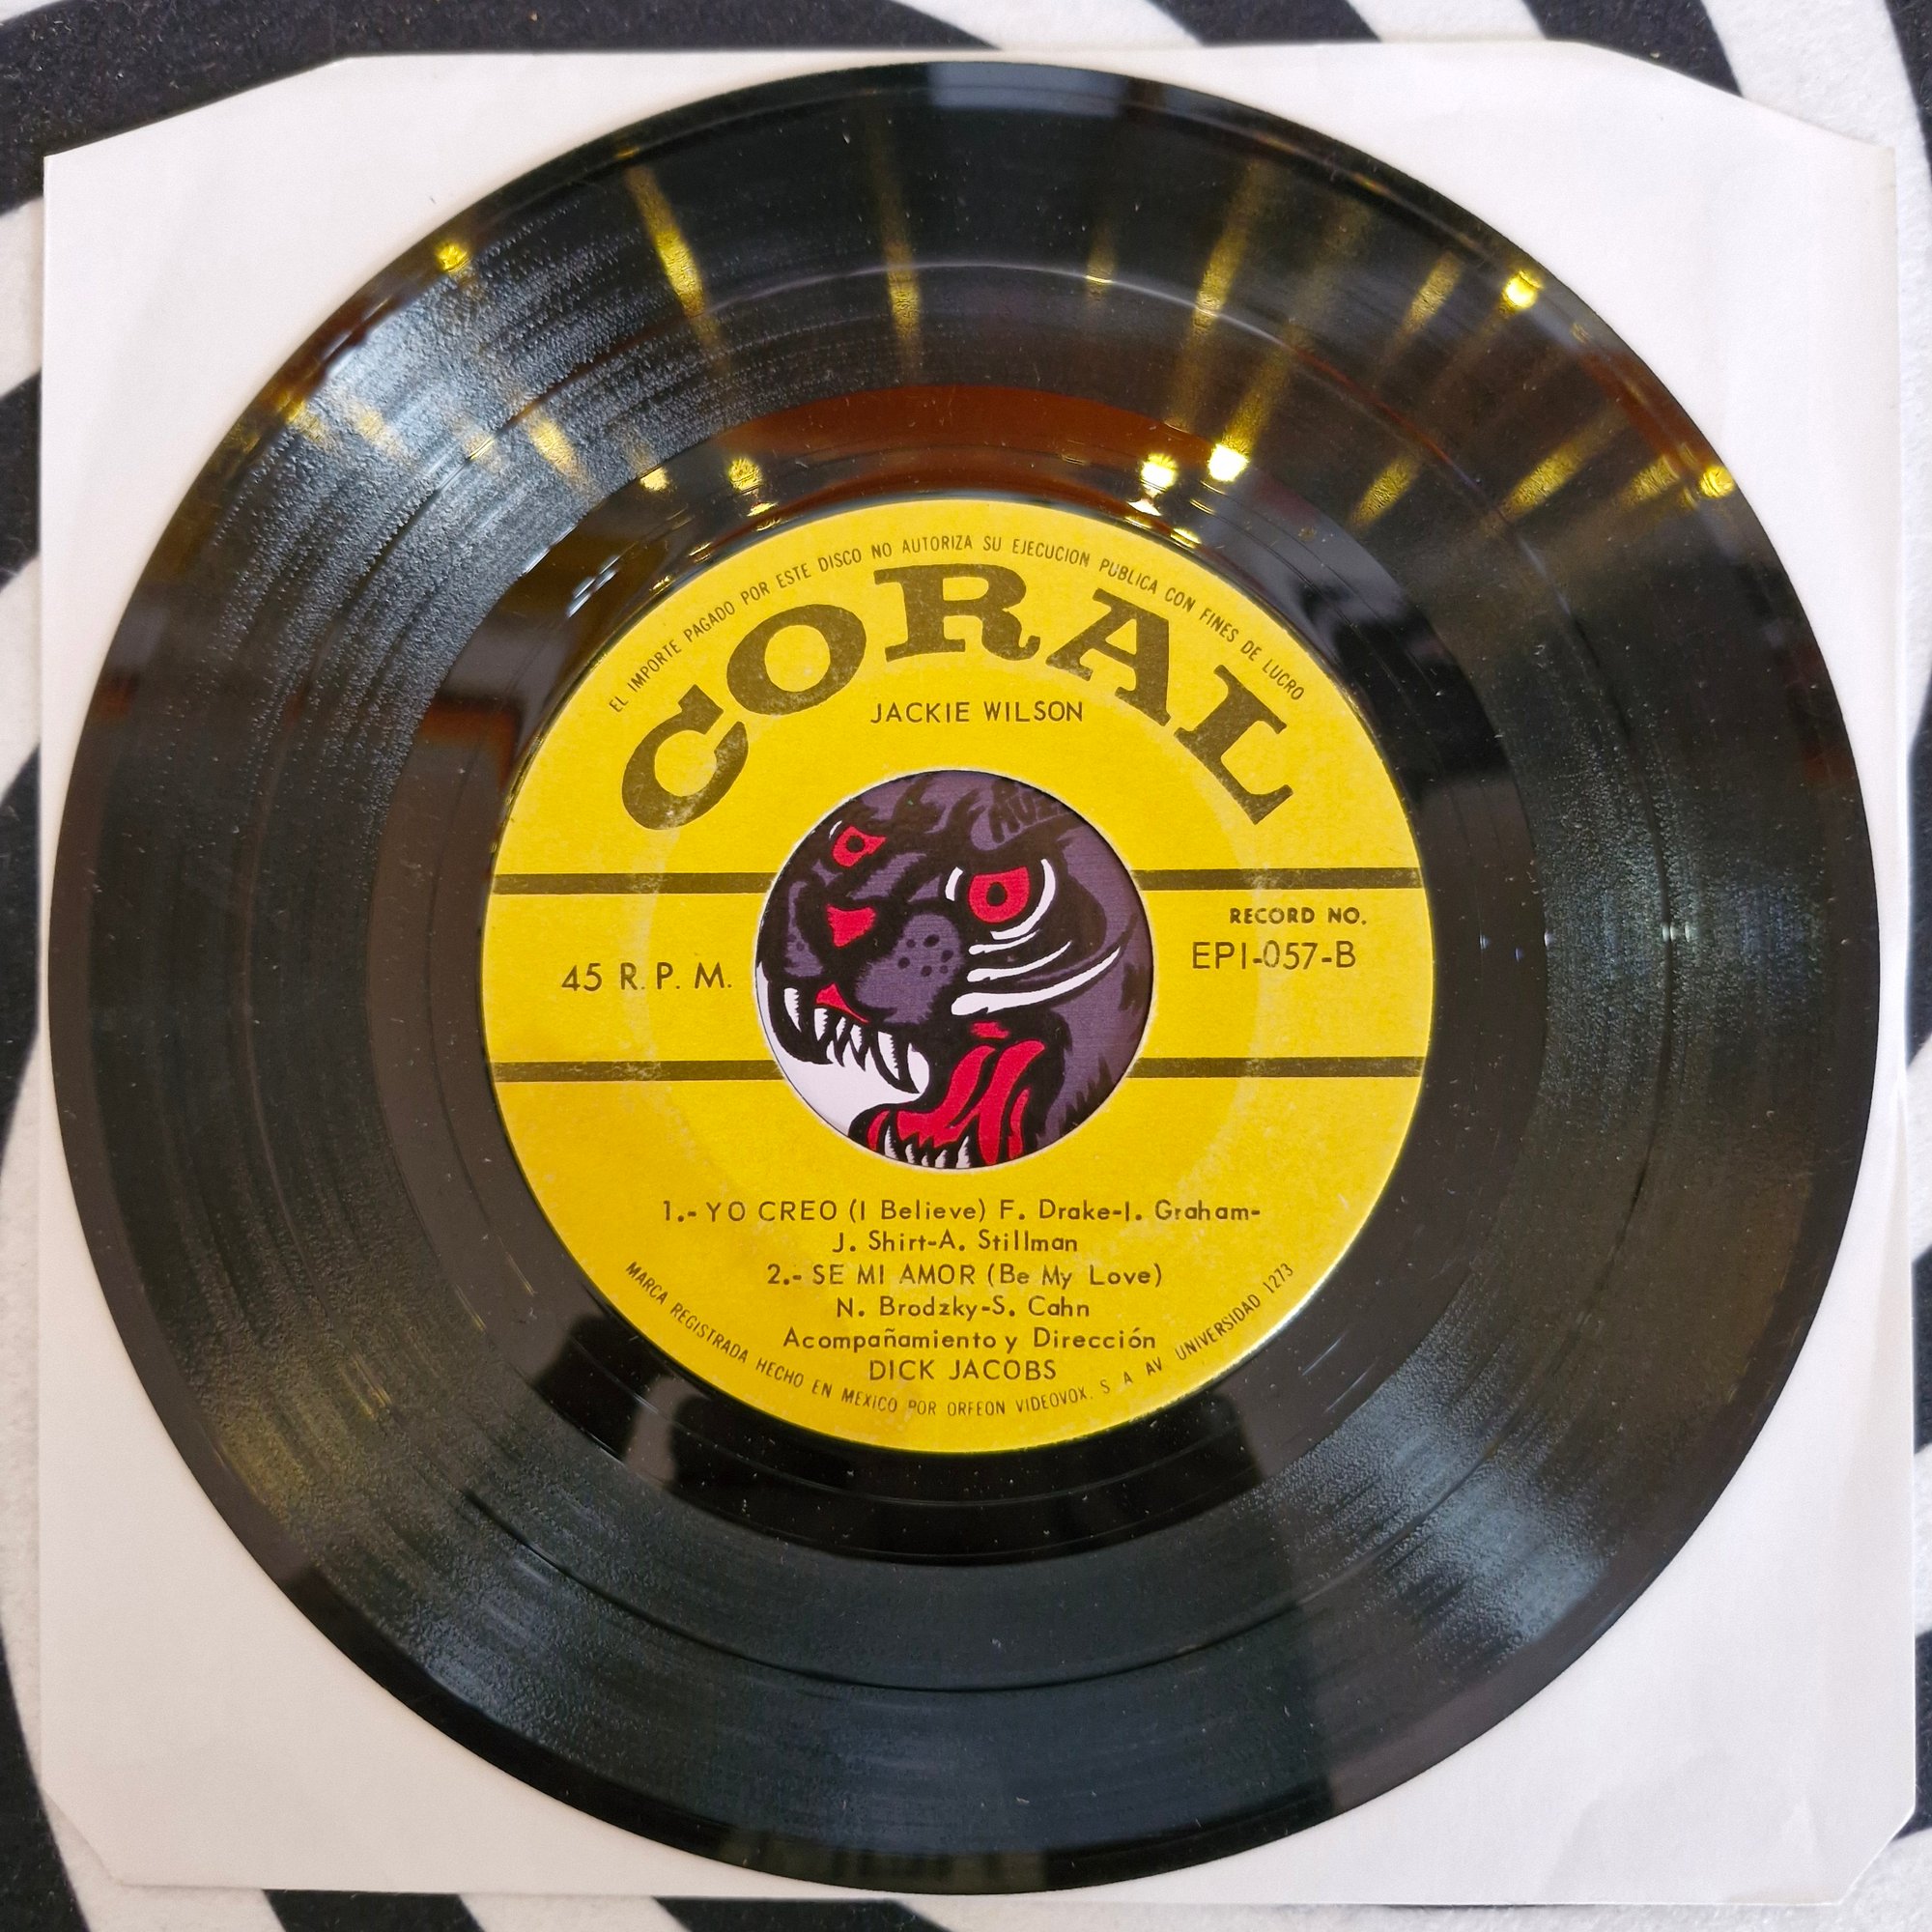 EL IMPORTE PAGADO POR ESTE DISCO NO AUTORIZA SU EJECUCION PUBLICA CON FINES DE LUCRO
CORAL
JACKIE WILSON
RECORD NO.
EPI-057-B
45 R.P.M.
1.- YO CREO (I Believe) F. Drake-I. Graham-
J. Shirt-A. Stillman
2.- SE MI AMOR (Be My Love)
N. Brodzky-S. Cahn
Acompañamiento y Dirección
DICK JACOBS
MARCA REGISTRADA HECHO EN MEXICO POR ORFEON VIDEOVOX. S A AV UNIVERSIDAD 1273